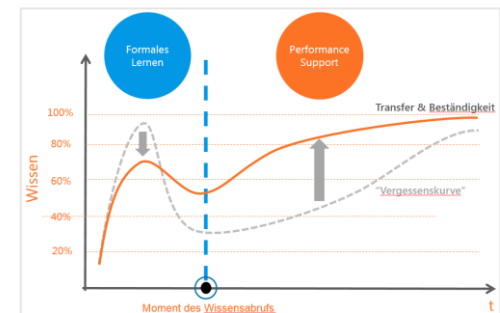 Formales
Lernen
Performance
Support
Transfer & Beständigkeit
100%
80%
60%
40%
20%
Wissen
"Vergessenskurve"
Moment des Wissensabrufs
t